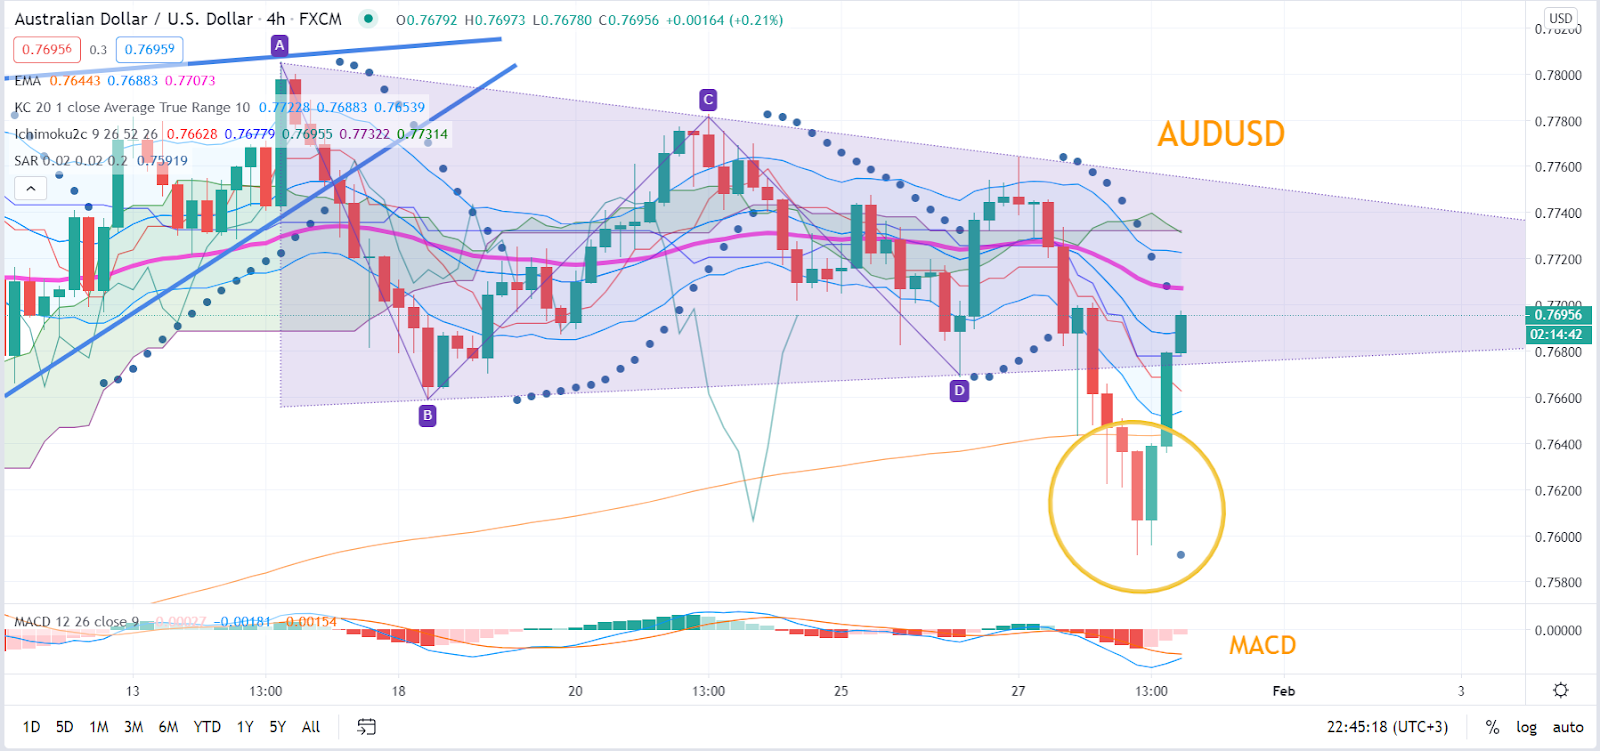 Australian Dollar / U.S. Dollar · 4h · FXCM O0.76792 H0.76973 L0.76780 C0.76956 +0.00164 (+0.21%)
0.76956 0.3 0.76959
EMA 0.76443 0.76883 0.77073
KC 20 1 close Average True Range 10 0.77228 0.76883 0.76539
Ichimoku2c 9 26 52 26 0.76628 0.76779 0.76955 0.77322 0.77314
SAR 0.02 0.02 0.2 0.75919
A
B
C
D
AUDUSD
USD
0.78200
0.78000
0.77800
0.77600
0.77400
0.77200
0.77000
0.76956
02:14:42
0.76800
0.76600
0.76400
0.76200
0.76000
0.75800
MACD 12 26 close 9 -0.00027 -0.00181 -0.00154
MACD
0.00000
13 13:00 18 20 13:00 25 27 13:00 Feb 3
1D 5D 1M 3M 6M YTD 1Y 5Y All 22:45:18 (UTC+3) % log auto